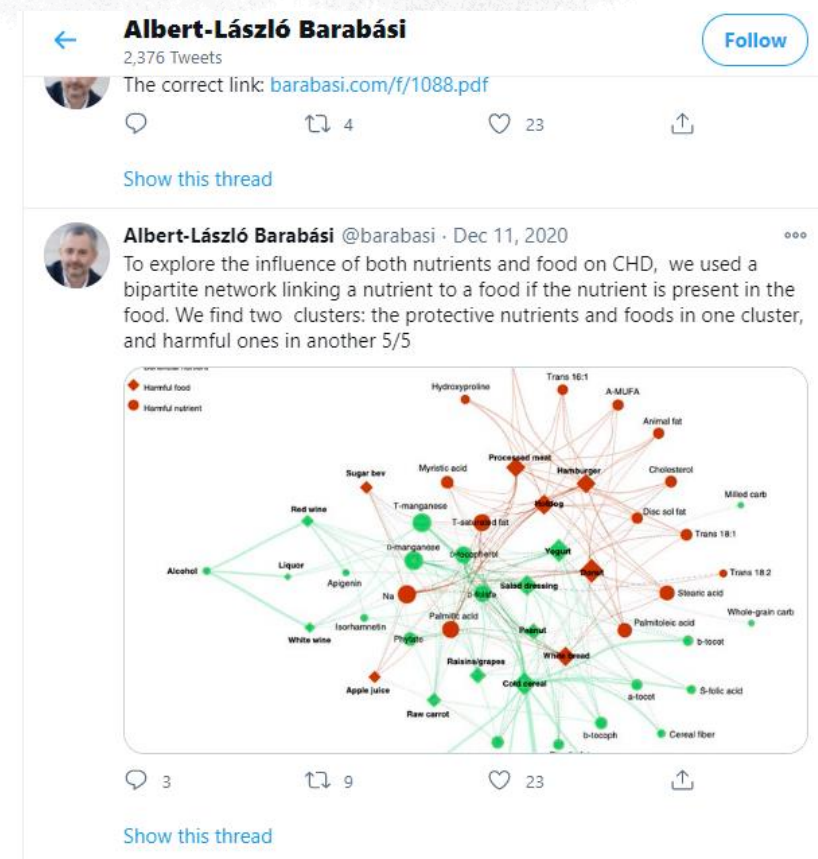 Albert-László Barabási
2,376 Tweets
Follow
The correct link: barabasi.com/f/1088.pdf
4
23
Show this thread
Albert-László Barabási @barabasi · Dec 11, 2020
To explore the influence of both nutrients and food on CHD, we used a
bipartite network linking a nutrient to a food if the nutrient is present in the
food. We find two clusters: the protective nutrients and foods in one cluster,
and harmful ones in another 5/5
Harmful food
Harmful nutrient
Trans 16:1
Hydroxyproline
A-MUFA
Animal fat
Processed meat
Myristic acid
Hamburger
Cholesterol
Sugar bev
Milled carb
Red wine
T-manganese
Hotdog
Disc sol fat
T-saturated fat
Trans 18:1
D-manganese
Yogurt
Alcohol
Liquor
Trans 18:2
Apigenin
Salad dressing
Na
Stearic acid
Palmitic acid
Whole-grain carb
Isorhamnetin
Peanut
Palmitoleic acid
White wine
Phytate
b-tocot
White bread
Raisins/grapes
Cold cereal
Apple juice
S-folic acid
a-tocot
Raw carrot
b-tocoph
Cereal fiber
3
9
23
Show this thread